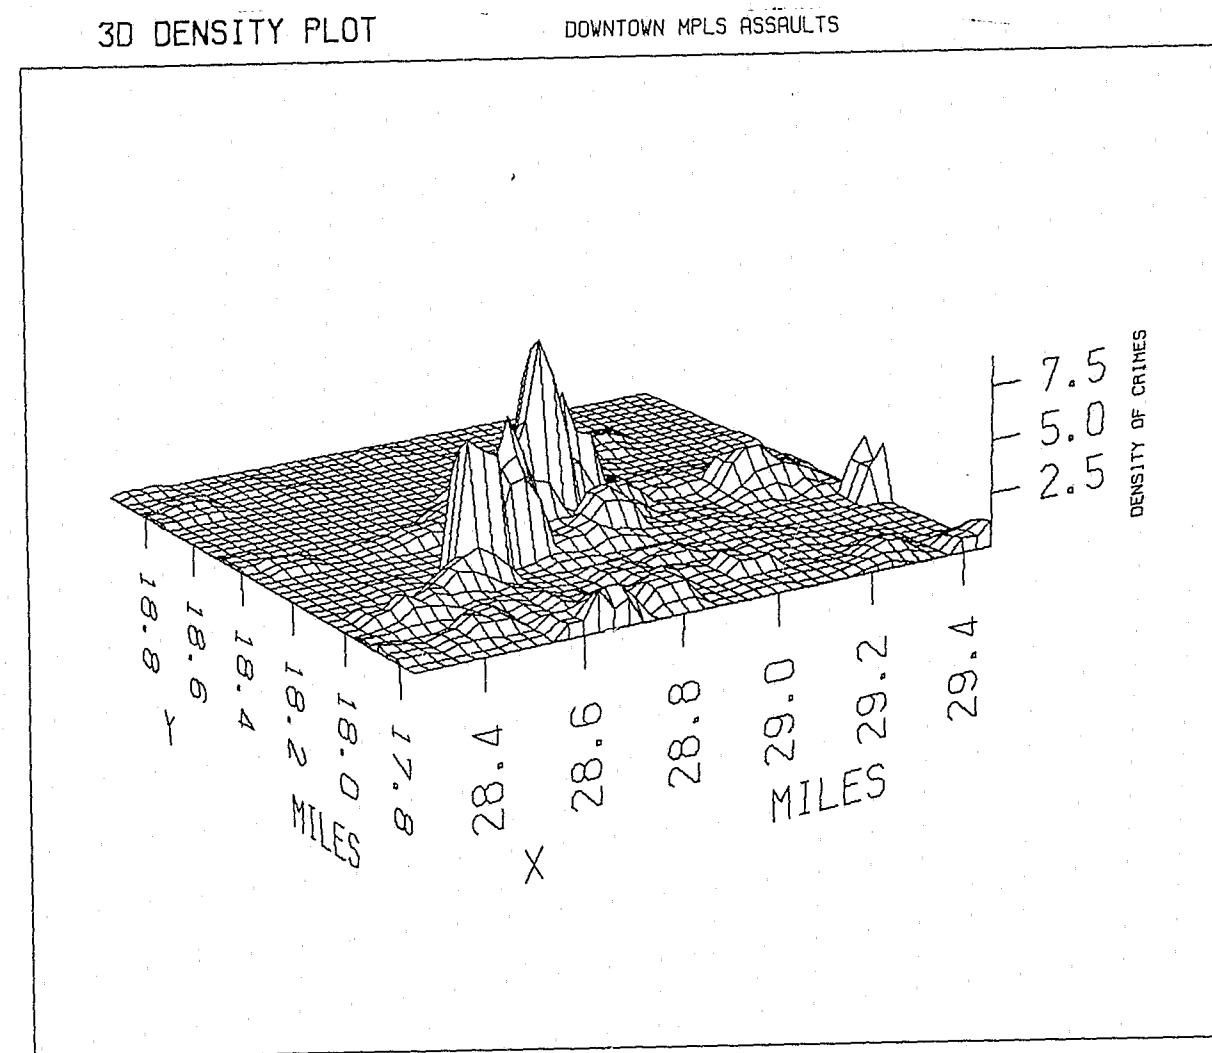 3D DENSITY PLOT
DOWNTOWN MPLS ASSAULTS
7.5
5.0
2.5
DENSITY OF CRIMES
18.8
18.6
18.4
18.2
18.0
17.8
Y
MILES
28.4
28.6
28.8
29.0
29.2
29.4
X
MILES